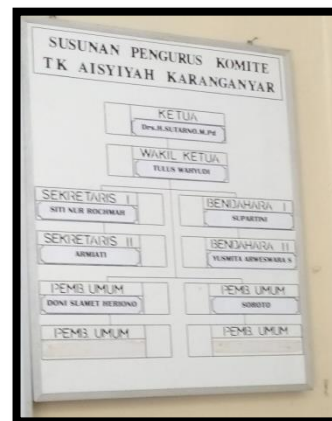 SUSUNAN PENGURUS KOMITE
TK AISYIYAH KARANGANYAR
KETUA
Drs.H.SUTARNO.M.Pd
WAKIL KETUA
TULUS WAHYUDI
SEKRETARIS I
SITI NUR ROCHMAH
BENDAHARA I
SUPARTINI
SEKRETARIS II
ARMIATI
BENDAHARA II
YUSMITA ARWESWARA S
PEMB. UMUM
DONI SLAMET HERIONO
PEMB. UMUM
SOROTO
PEMB. UMUM
PEMB. UMUM